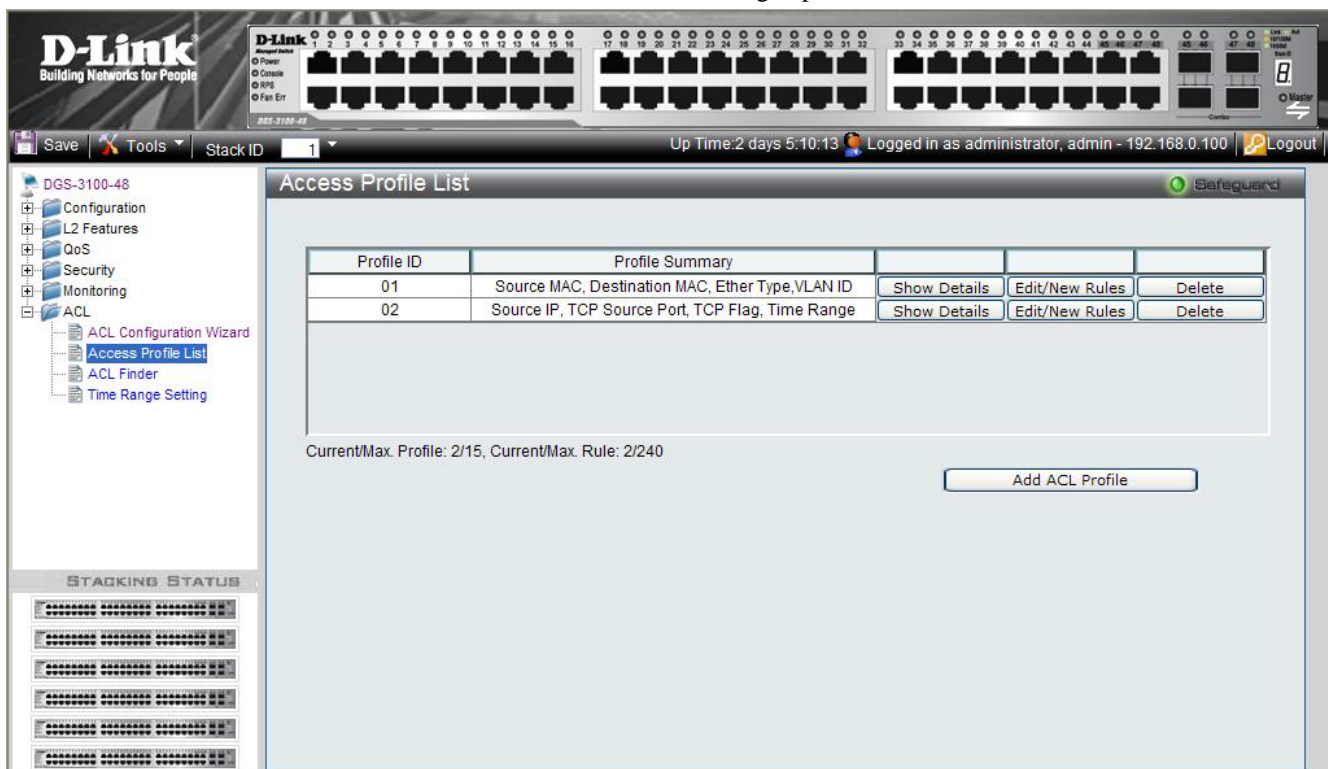 D-Link
Building Networks for People
D-Link
Power
Console
RPS
Fan Err
DGS-3100-48
1 2 3 4 5 6 7 8 9 10 11 12 13 14 15 16
17 18 19 20 21 22 23 24 25 26 27 28 29 30 31 32
33 34 35 36 37 38 39 40 41 42 43 44 45 46 47 48
45 46 47 48
Combo
Master
Save
Tools
Stack ID
1
Up Time:2 days 5:10:13
Logged in as administrator, admin - 192.168.0.100
Logout
DGS-3100-48
Configuration
L2 Features
QoS
Security
Monitoring
ACL
ACL Configuration Wizard
Access Profile List
ACL Finder
Time Range Setting
STACKING STATUS
Access Profile List
Safeguard
Profile ID Profile Summary
01 Source MAC, Destination MAC, Ether Type,VLAN ID Show Details Edit/New Rules Delete
02 Source IP, TCP Source Port, TCP Flag, Time Range Show Details Edit/New Rules Delete
Current/Max. Profile: 2/15, Current/Max. Rule: 2/240
Add ACL Profile